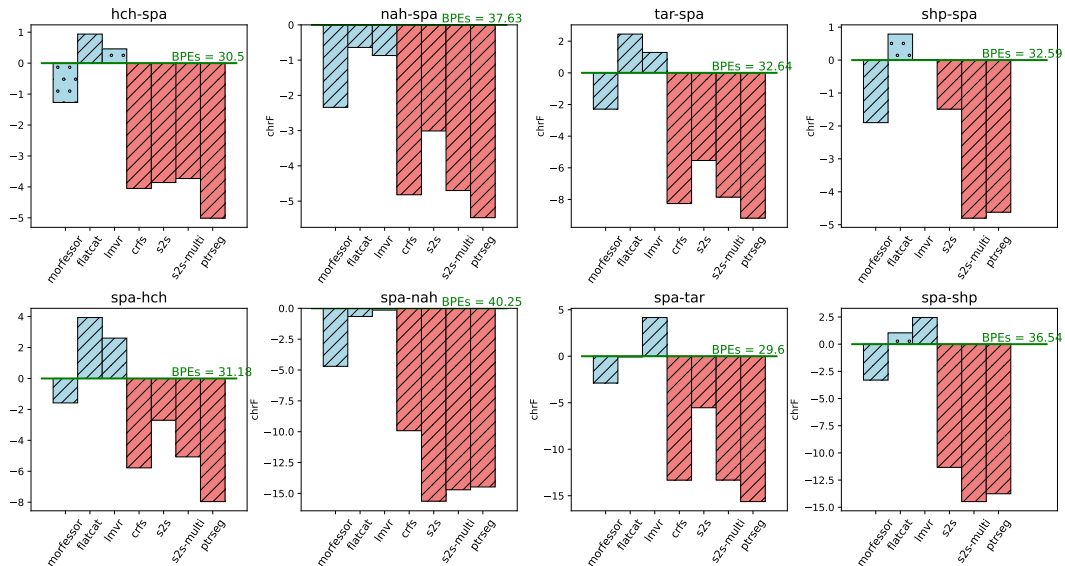 hch-spa
BPEs = 30.5
1
0
−1
−2
−3
−4
−5
morfessor
flatcat
lmvr
crfs
s2s
s2s-multi
ptrseg
nah-spa
BPEs = 37.63
chrF
0
−1
−2
−3
−4
−5
morfessor
flatcat
lmvr
crfs
s2s
s2s-multi
ptrseg
tar-spa
BPEs = 32.64
chrF
2
0
−2
−4
−6
−8
morfessor
flatcat
lmvr
crfs
s2s
s2s-multi
ptrseg
shp-spa
BPEs = 32.59
chrF
1
0
−1
−2
−3
−4
−5
morfessor
flatcat
lmvr
s2s
s2s-multi
ptrseg
spa-hch
BPEs = 31.18
4
2
0
−2
−4
−6
−8
morfessor
flatcat
lmvr
crfs
s2s
s2s-multi
ptrseg
spa-nah
BPEs = 40.25
chrF
0.0
−2.5
−5.0
−7.5
−10.0
−12.5
−15.0
morfessor
flatcat
lmvr
crfs
s2s
s2s-multi
ptrseg
spa-tar
BPEs = 29.6
chrF
5
0
−5
−10
−15
morfessor
flatcat
lmvr
crfs
s2s
s2s-multi
ptrseg
spa-shp
BPEs = 36.54
chrF
2.5
0.0
−2.5
−5.0
−7.5
−10.0
−12.5
−15.0
morfessor
flatcat
lmvr
s2s
s2s-multi
ptrseg